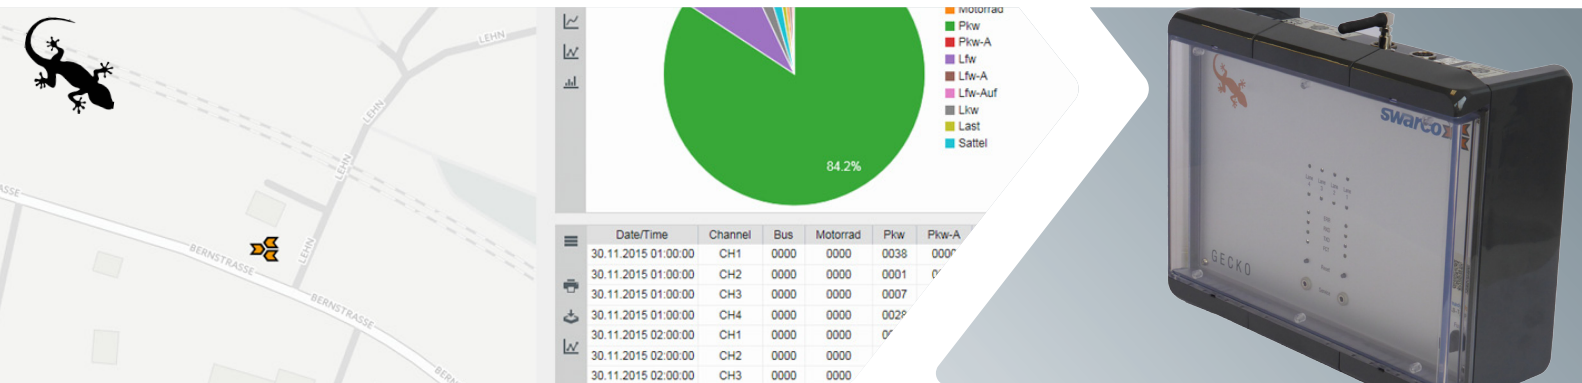 LEHN
LEHN
LEHN
LEHN
ASSE
BERNSTRASSE
BERNSTRASSE
BERN
Motorrad
Pkw
Pkw-A
Lfw
Lfw-A
Lfw-Auf
Lkw
Last
Sattel
84.2%
Date/Time Channel Bus Motorrad Pkw Pkw-A
30.11.2015 01:00:00 CH1 0000 0000 0038 0000
30.11.2015 01:00:00 CH2 0000 0000 0001
30.11.2015 01:00:00 CH3 0000 0000 0007
30.11.2015 01:00:00 CH4 0000 0000 0028
30.11.2015 02:00:00 CH1 0000 0000
30.11.2015 02:00:00 CH2 0000 0000
30.11.2015 02:00:00 CH3 0000 0000
swarco
GECKO